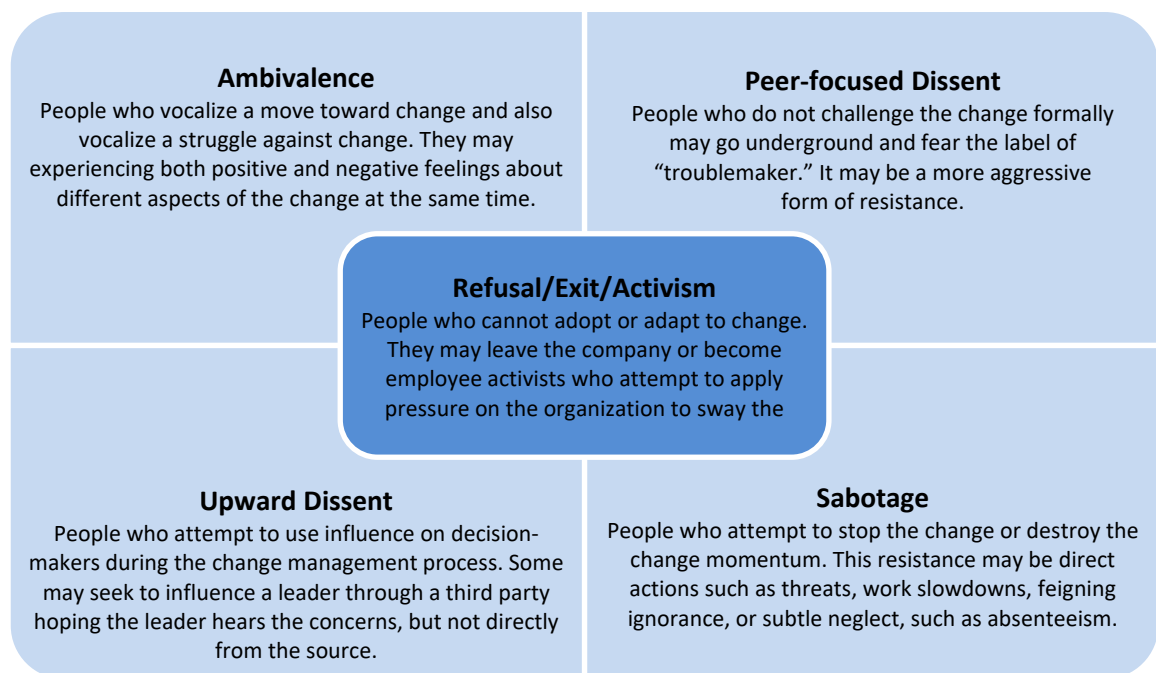 Ambivalence
People who vocalize a move toward change and also
vocalize a struggle against change. They may
experiencing both positive and negative feelings about
different aspects of the change at the same time.
Peer-focused Dissent
People who do not challenge the change formally
may go underground and fear the label of
“troublemaker.” It may be a more aggressive
form of resistance.
Refusal/Exit/Activism
People who cannot adopt or adapt to change.
They may leave the company or become
employee activists who attempt to apply
pressure on the organization to sway the
Upward Dissent
People who attempt to use influence on decision-
makers during the change management process. Some
may seek to influence a leader through a third party
hoping the leader hears the concerns, but not directly
from the source.
Sabotage
People who attempt to stop the change or destroy the
change momentum. This resistance may be direct
actions such as threats, work slowdowns, feigning
ignorance, or subtle neglect, such as absenteeism.